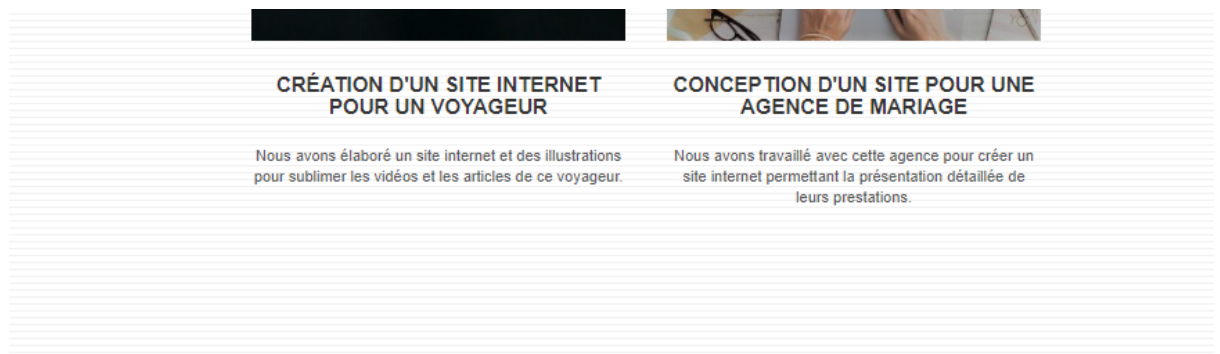 CRÉATION D'UN SITE INTERNET
POUR UN VOYAGEUR
Nous avons élaboré un site internet et des illustrations
pour sublimer les vidéos et les articles de ce voyageur.
CONCEPTION D'UN SITE POUR UNE
AGENCE DE MARIAGE
Nous avons travaillé avec cette agence pour créer un
site internet permettant la présentation détaillée de
leurs prestations.